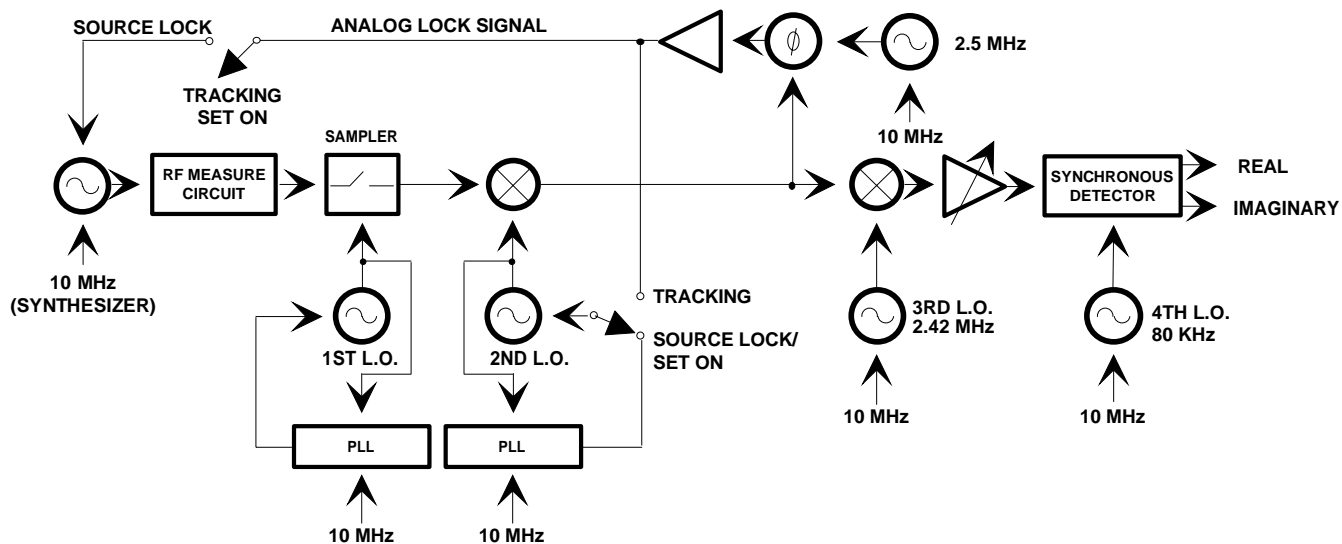 SOURCE LOCK
ANALOG LOCK SIGNAL
ϕ
2.5 MHz
TRACKING
SET ON
10 MHz
SAMPLER
RF MEASURE
CIRCUIT
SYNCHRONOUS
DETECTOR
REAL
IMAGINARY
10 MHz
(SYNTHESIZER)
1ST L.O.
2ND L.O.
TRACKING
SOURCE LOCK/
SET ON
3RD L.O.
2.42 MHz
4TH L.O.
80 KHz
PLL
PLL
10 MHz
10 MHz
10 MHz
10 MHz